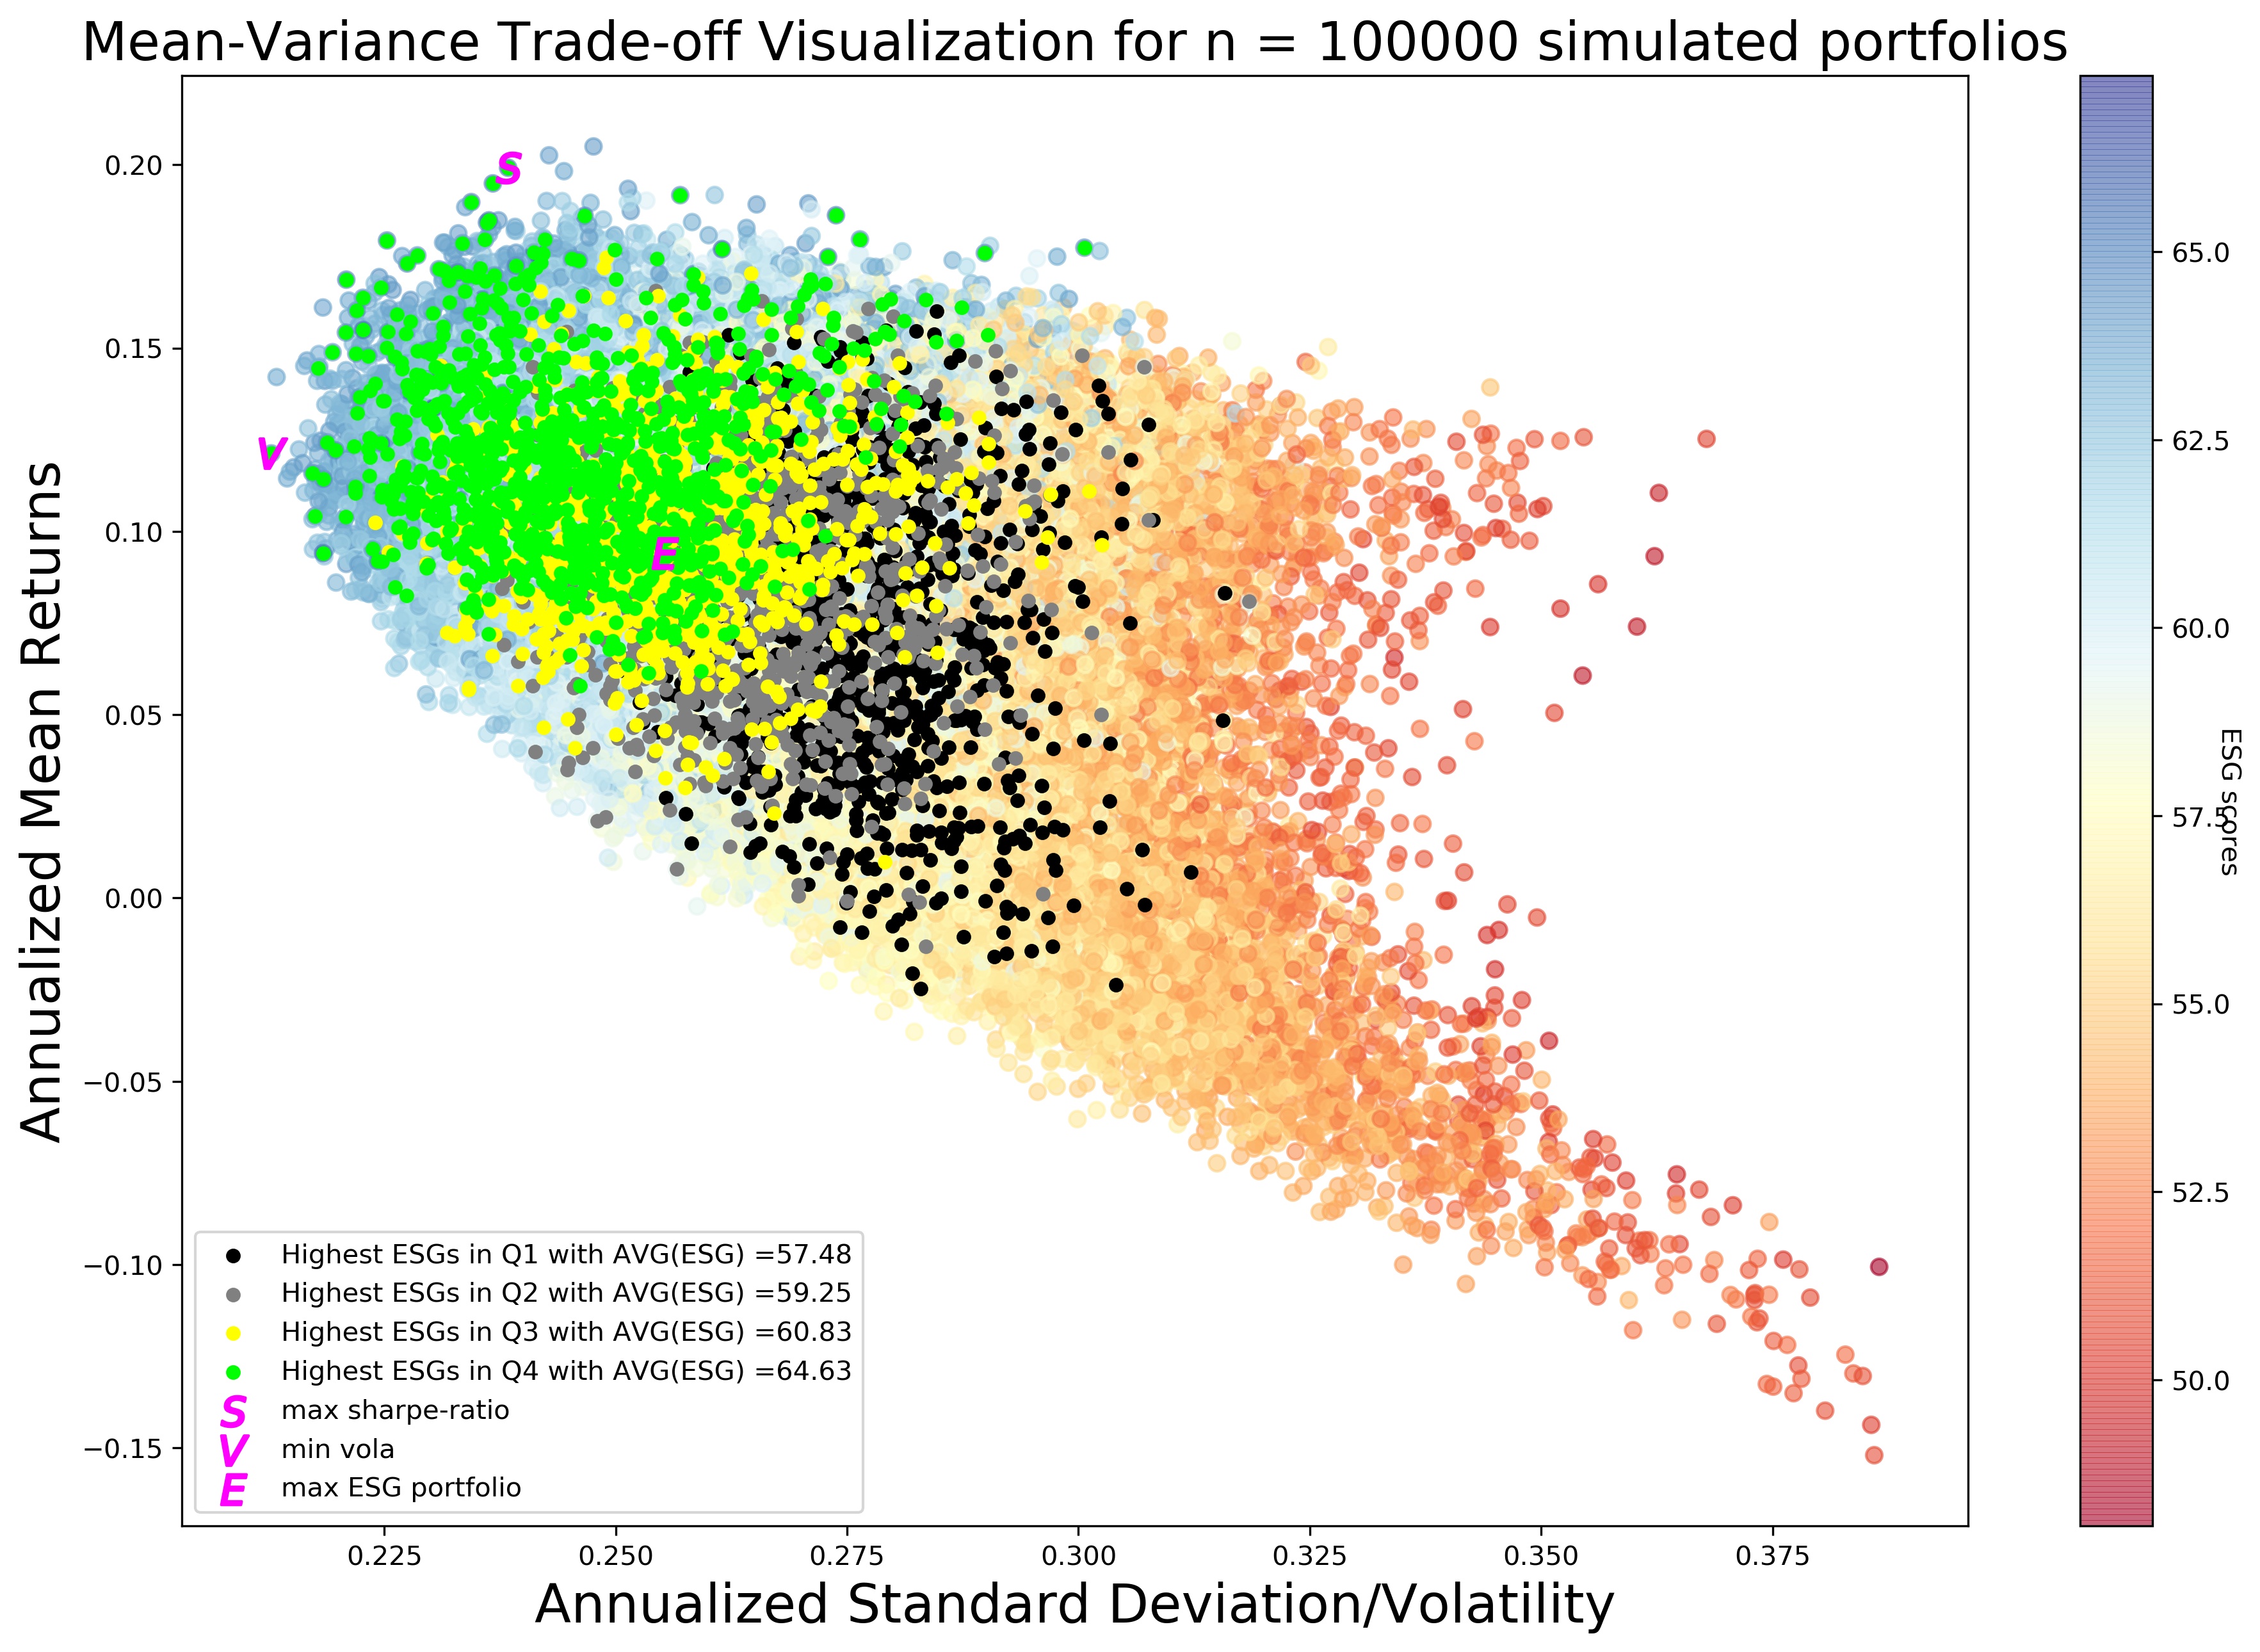 Mean-Variance Trade-off Visualization for n = 100000 simulated portfolios
Annualized Mean Returns
0.20
0.15
0.10
0.05
0.00
−0.05
−0.10
−0.15
S
V
E
Highest ESGs in Q1 with AVG(ESG) =57.48
Highest ESGs in Q2 with AVG(ESG) =59.25
Highest ESGs in Q3 with AVG(ESG) =60.83
Highest ESGs in Q4 with AVG(ESG) =64.63
S max sharpe-ratio
V min vola
E max ESG portfolio
0.225 0.250 0.275 0.300 0.325 0.350 0.375
Annualized Standard Deviation/Volatility
65.0
62.5
60.0
57.5
55.0
52.5
50.0
ESG scores